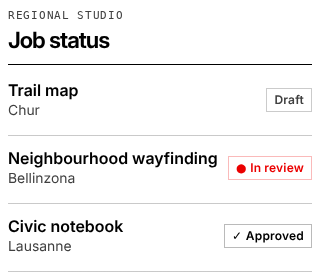 REGIONAL STUDIO
Job status
Trail map
Chur
Draft
Neighbourhood wayfinding
Bellinzona
● In review
Civic notebook
Lausanne
✓ Approved